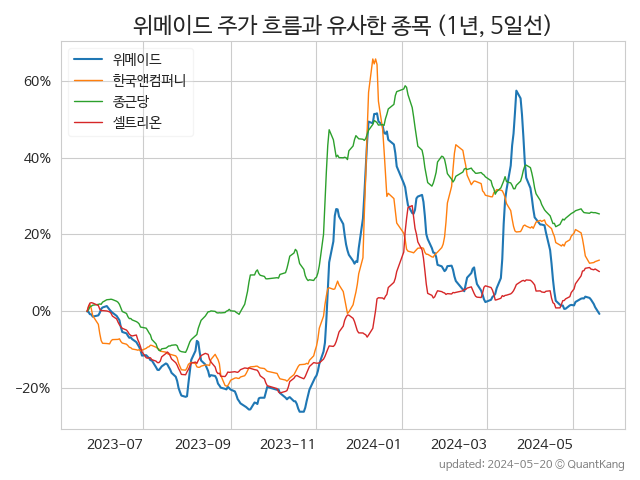 위메이드 주가 흐름과 유사한 종목 (1년, 5일선)
위메이드
한국앤컴퍼니
종근당
셀트리온
60%
40%
20%
0%
−20%
2023-07
2023-09
2023-11
2024-01
2024-03
2024-05
updated: 2024-05-20 © QuantKang